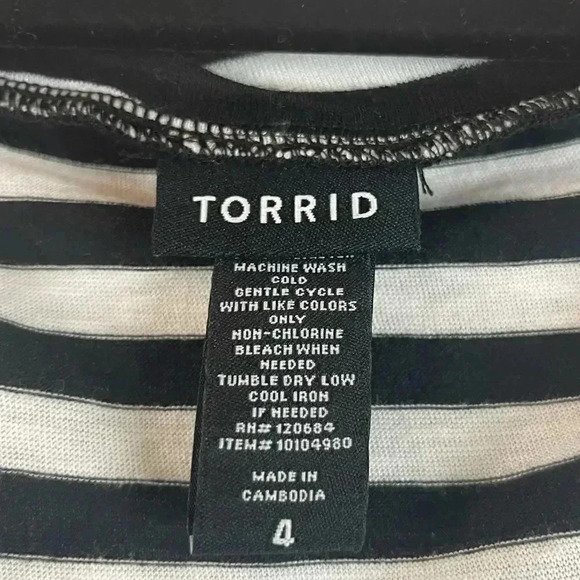 TORRID
MACHINE WASH
COLD
GENTLE CYCLE
WITH LIKE COLORS
ONLY
NON-CHLORINE
BLEACH WHEN
NEEDED
TUMBLE DRY LOW
COOL IRON
IF NEEDED
RN# 120684
ITEM# 10104980
MADE IN
CAMBODIA
4